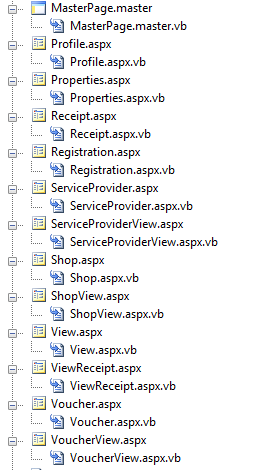 MasterPage.master
MasterPage.master.vb
Profile.aspx
Profile.aspx.vb
Properties.aspx
Properties.aspx.vb
Receipt.aspx
Receipt.aspx.vb
Registration.aspx
Registration.aspx.vb
ServiceProvider.aspx
ServiceProvider.aspx.vb
ServiceProviderView.aspx
ServiceProviderView.aspx.vb
Shop.aspx
Shop.aspx.vb
ShopView.aspx
ShopView.aspx.vb
View.aspx
View.aspx.vb
ViewReceipt.aspx
ViewReceipt.aspx.vb
Voucher.aspx
Voucher.aspx.vb
VoucherView.aspx
VoucherView.aspx.vb